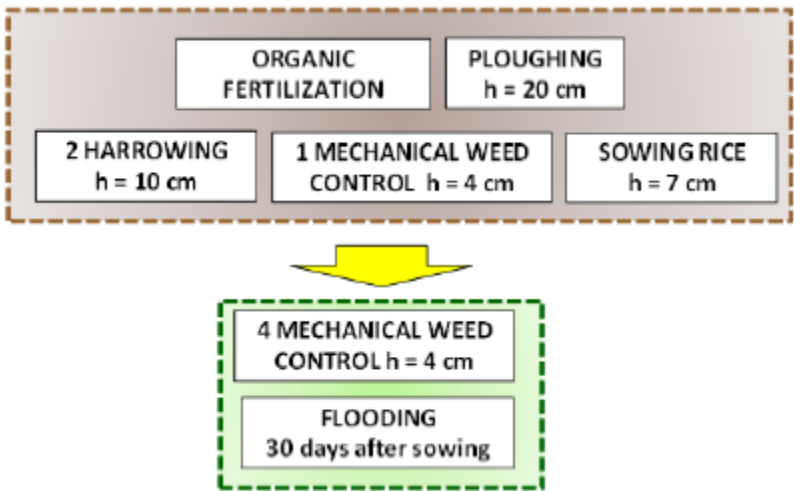 ORGANIC
FERTILIZATION
PLOUGHING
h = 20 cm
2 HARROWING
h = 10 cm
1 MECHANICAL WEED
CONTROL h = 4 cm
SOWING RICE
h = 7 cm
4 MECHANICAL WEED
CONTROL h = 4 cm
FLOODING
30 days after sowing